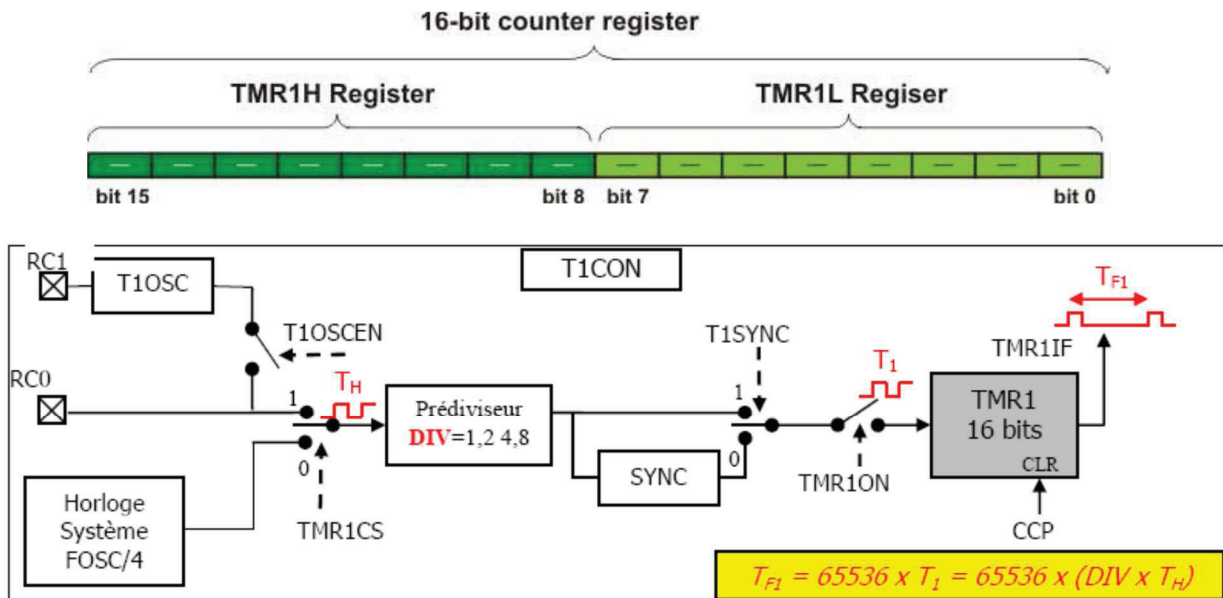 16-bit counter register
TMR1H Register
TMR1L Regiser
bit 15
bit 8
bit 7
bit 0
T1CON
RC1
T1OSC
T1OSCEN
T1SYNC
TF1
TMR1IF
RC0
TH
T1
1
Prédiviseur
DIV=1,2 4,8
1
TMR1
16 bits
CLR
0
0
SYNC
TMR1ON
Horloge
Système
FOSC/4
TMR1CS
CCP
TF1 = 65536 x T1 = 65536 x (DIV x TH)